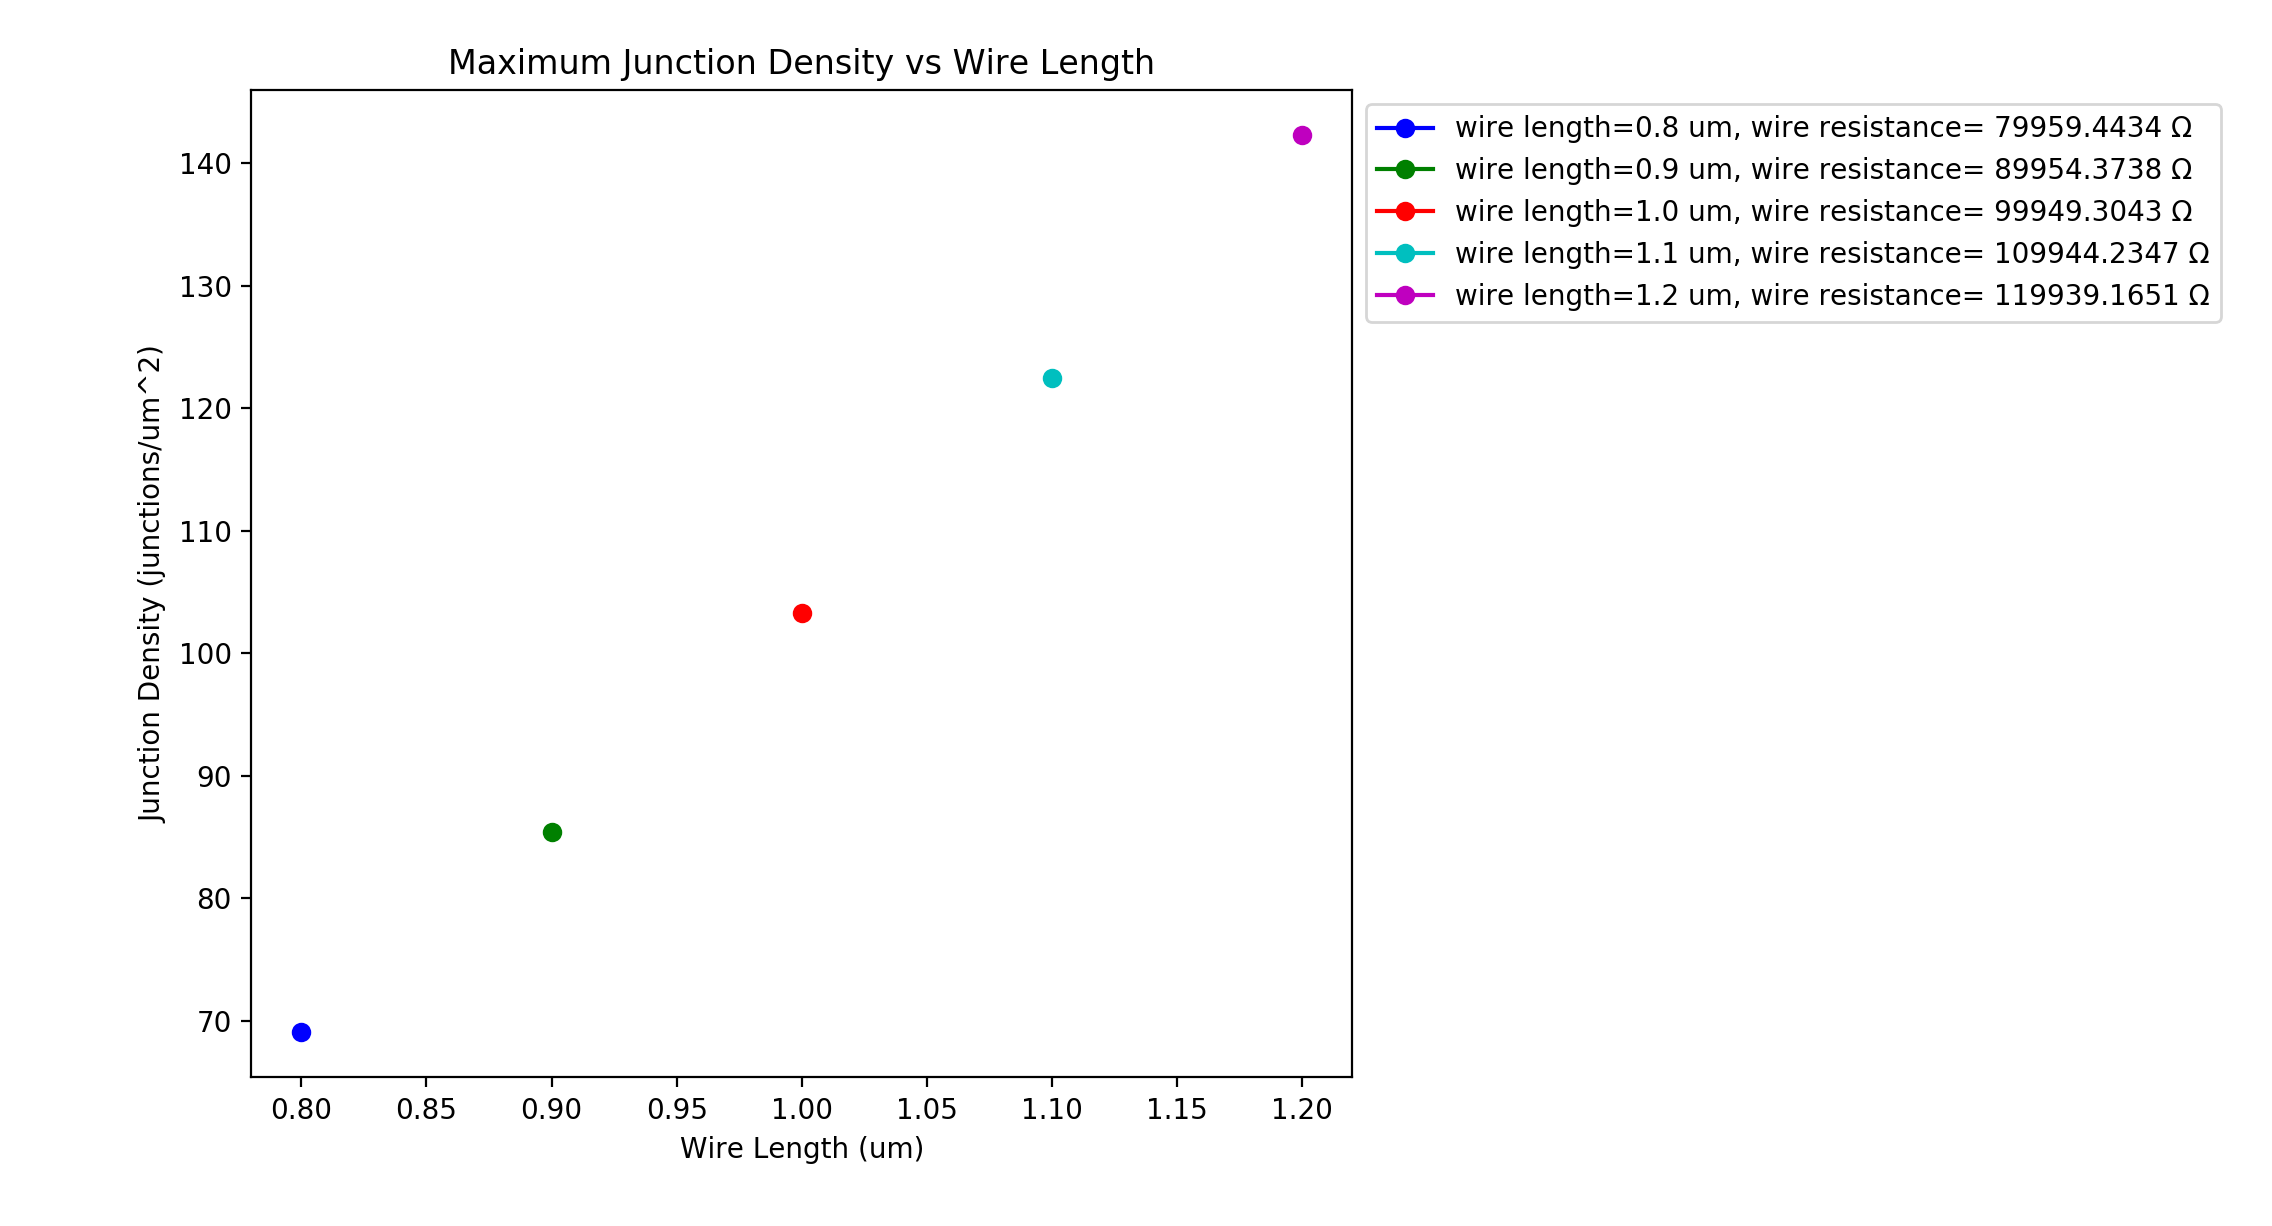 Maximum Junction Density vs Wire Length
140
130
120
110
100
90
80
70
Junction Density (junctions/um^2)
0.80 0.85 0.90 0.95 1.00 1.05 1.10 1.15 1.20
Wire Length (um)
wire length=0.8 um, wire resistance= 79959.4434 Ω
wire length=0.9 um, wire resistance= 89954.3738 Ω
wire length=1.0 um, wire resistance= 99949.3043 Ω
wire length=1.1 um, wire resistance= 109944.2347 Ω
wire length=1.2 um, wire resistance= 119939.1651 Ω